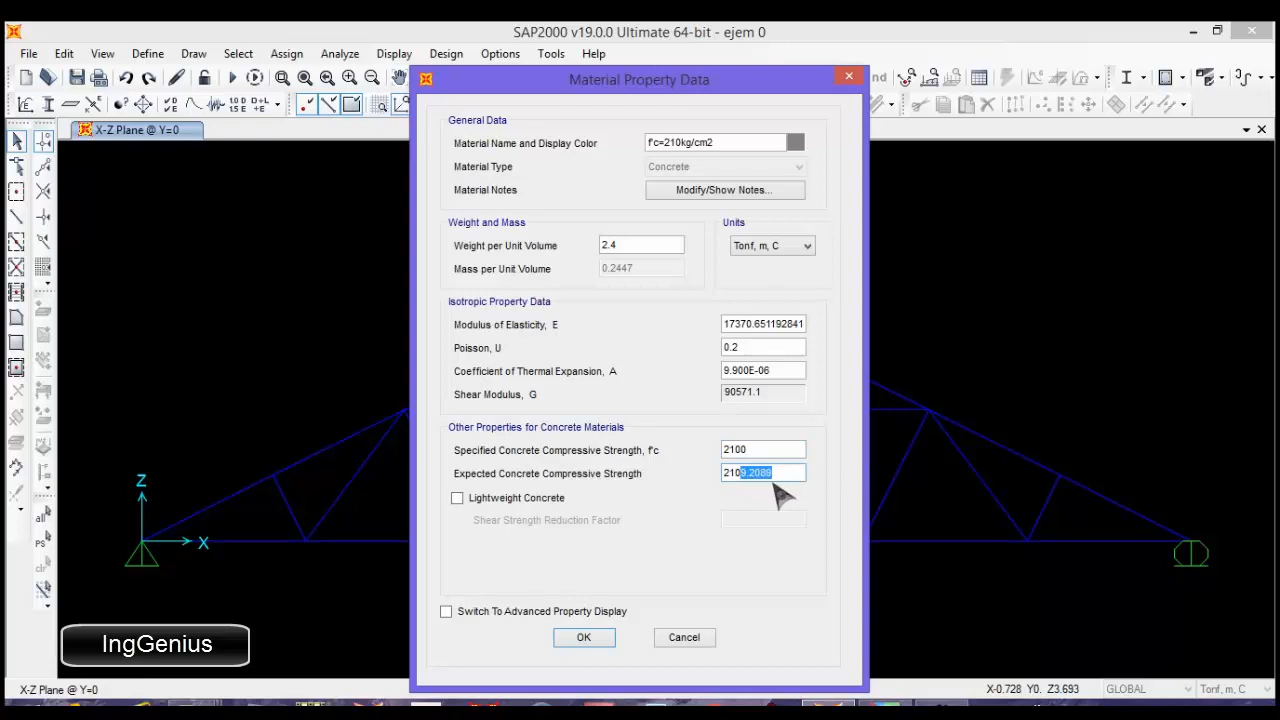 SAP2000 v19.0.0 Ultimate 64-bit - ejem 0
File Edit View Define Draw Select Assign Analyze Display Design Options Tools Help
Material Property Data
nd
X-Z Plane @ Y=0
General Data
Material Name and Display Color f'c=210kg/cm2
Material Type Concrete
Material Notes Modify/Show Notes...
Weight and Mass Units
Weight per Unit Volume 2.4 Tonf, m, C
Mass per Unit Volume 0.2447
Isotropic Property Data
Modulus of Elasticity, E 17370.651192841
Poisson, U 0.2
Coefficient of Thermal Expansion, A 9.900E-06
Shear Modulus, G 90571.1
Other Properties for Concrete Materials
Specified Concrete Compressive Strength, f'c 2100
Expected Concrete Compressive Strength 2109.2089
Lightweight Concrete
Shear Strength Reduction Factor
Switch To Advanced Property Display
OK Cancel
Z
X
all
PS
clr
IngGenius
X-Z Plane @ Y=0 X-0.728 Y0. Z3.693 GLOBAL Tonf, m, C